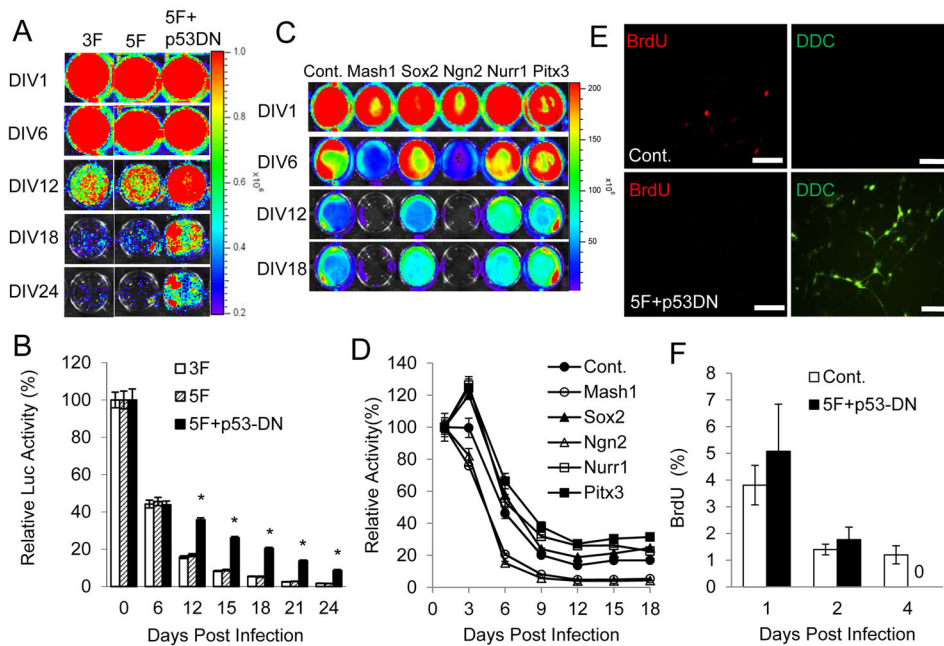 A
3F 5F 5F+ p53DN
DIV1
DIV6
DIV12
DIV18
DIV24
1.0
0.8
0.6
0.4
0.2
x10⁶
B
Relative Luc Activity (%)
120
100
80
60
40
20
0
3F
5F
5F+p53-DN
* * * * *
0 6 12 15 18 21 24
Days Post Infection
C
Cont. Mash1 Sox2 Ngn2 Nurr1 Pitx3
DIV1
DIV6
DIV12
DIV18
200
150
100
50
x10⁶
D
Relative Activity(%)
140
120
100
80
60
40
20
0
Cont.
Mash1
Sox2
Ngn2
Nurr1
Pitx3
0 3 6 9 12 15 18
Days Post Infection
E
BrdU DDC
Cont.
BrdU DDC
5F+p53DN
F
BrdU (%)
8
7
6
5
4
3
2
1
0
Cont.
5F+p53-DN
0
1 2 4
Days Post Infection